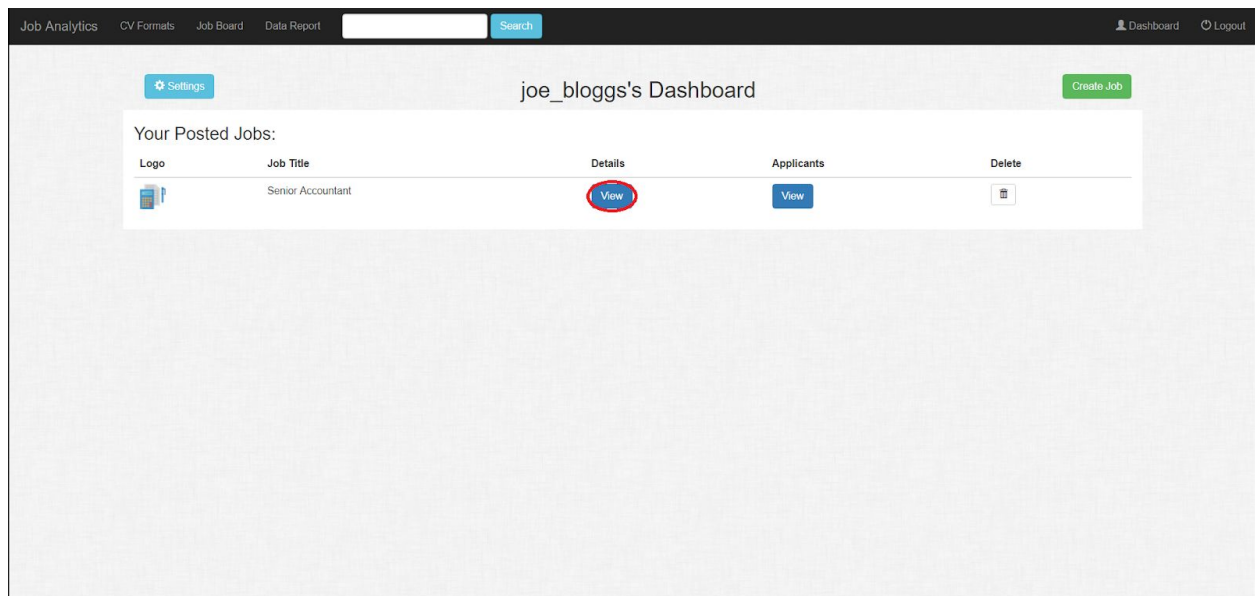 Job Analytics CV Formats Job Board Data Report Search Dashboard Logout
Settings joe_bloggs's Dashboard Create Job
Your Posted Jobs:
Logo Job Title Details Applicants Delete
Senior Accountant View View